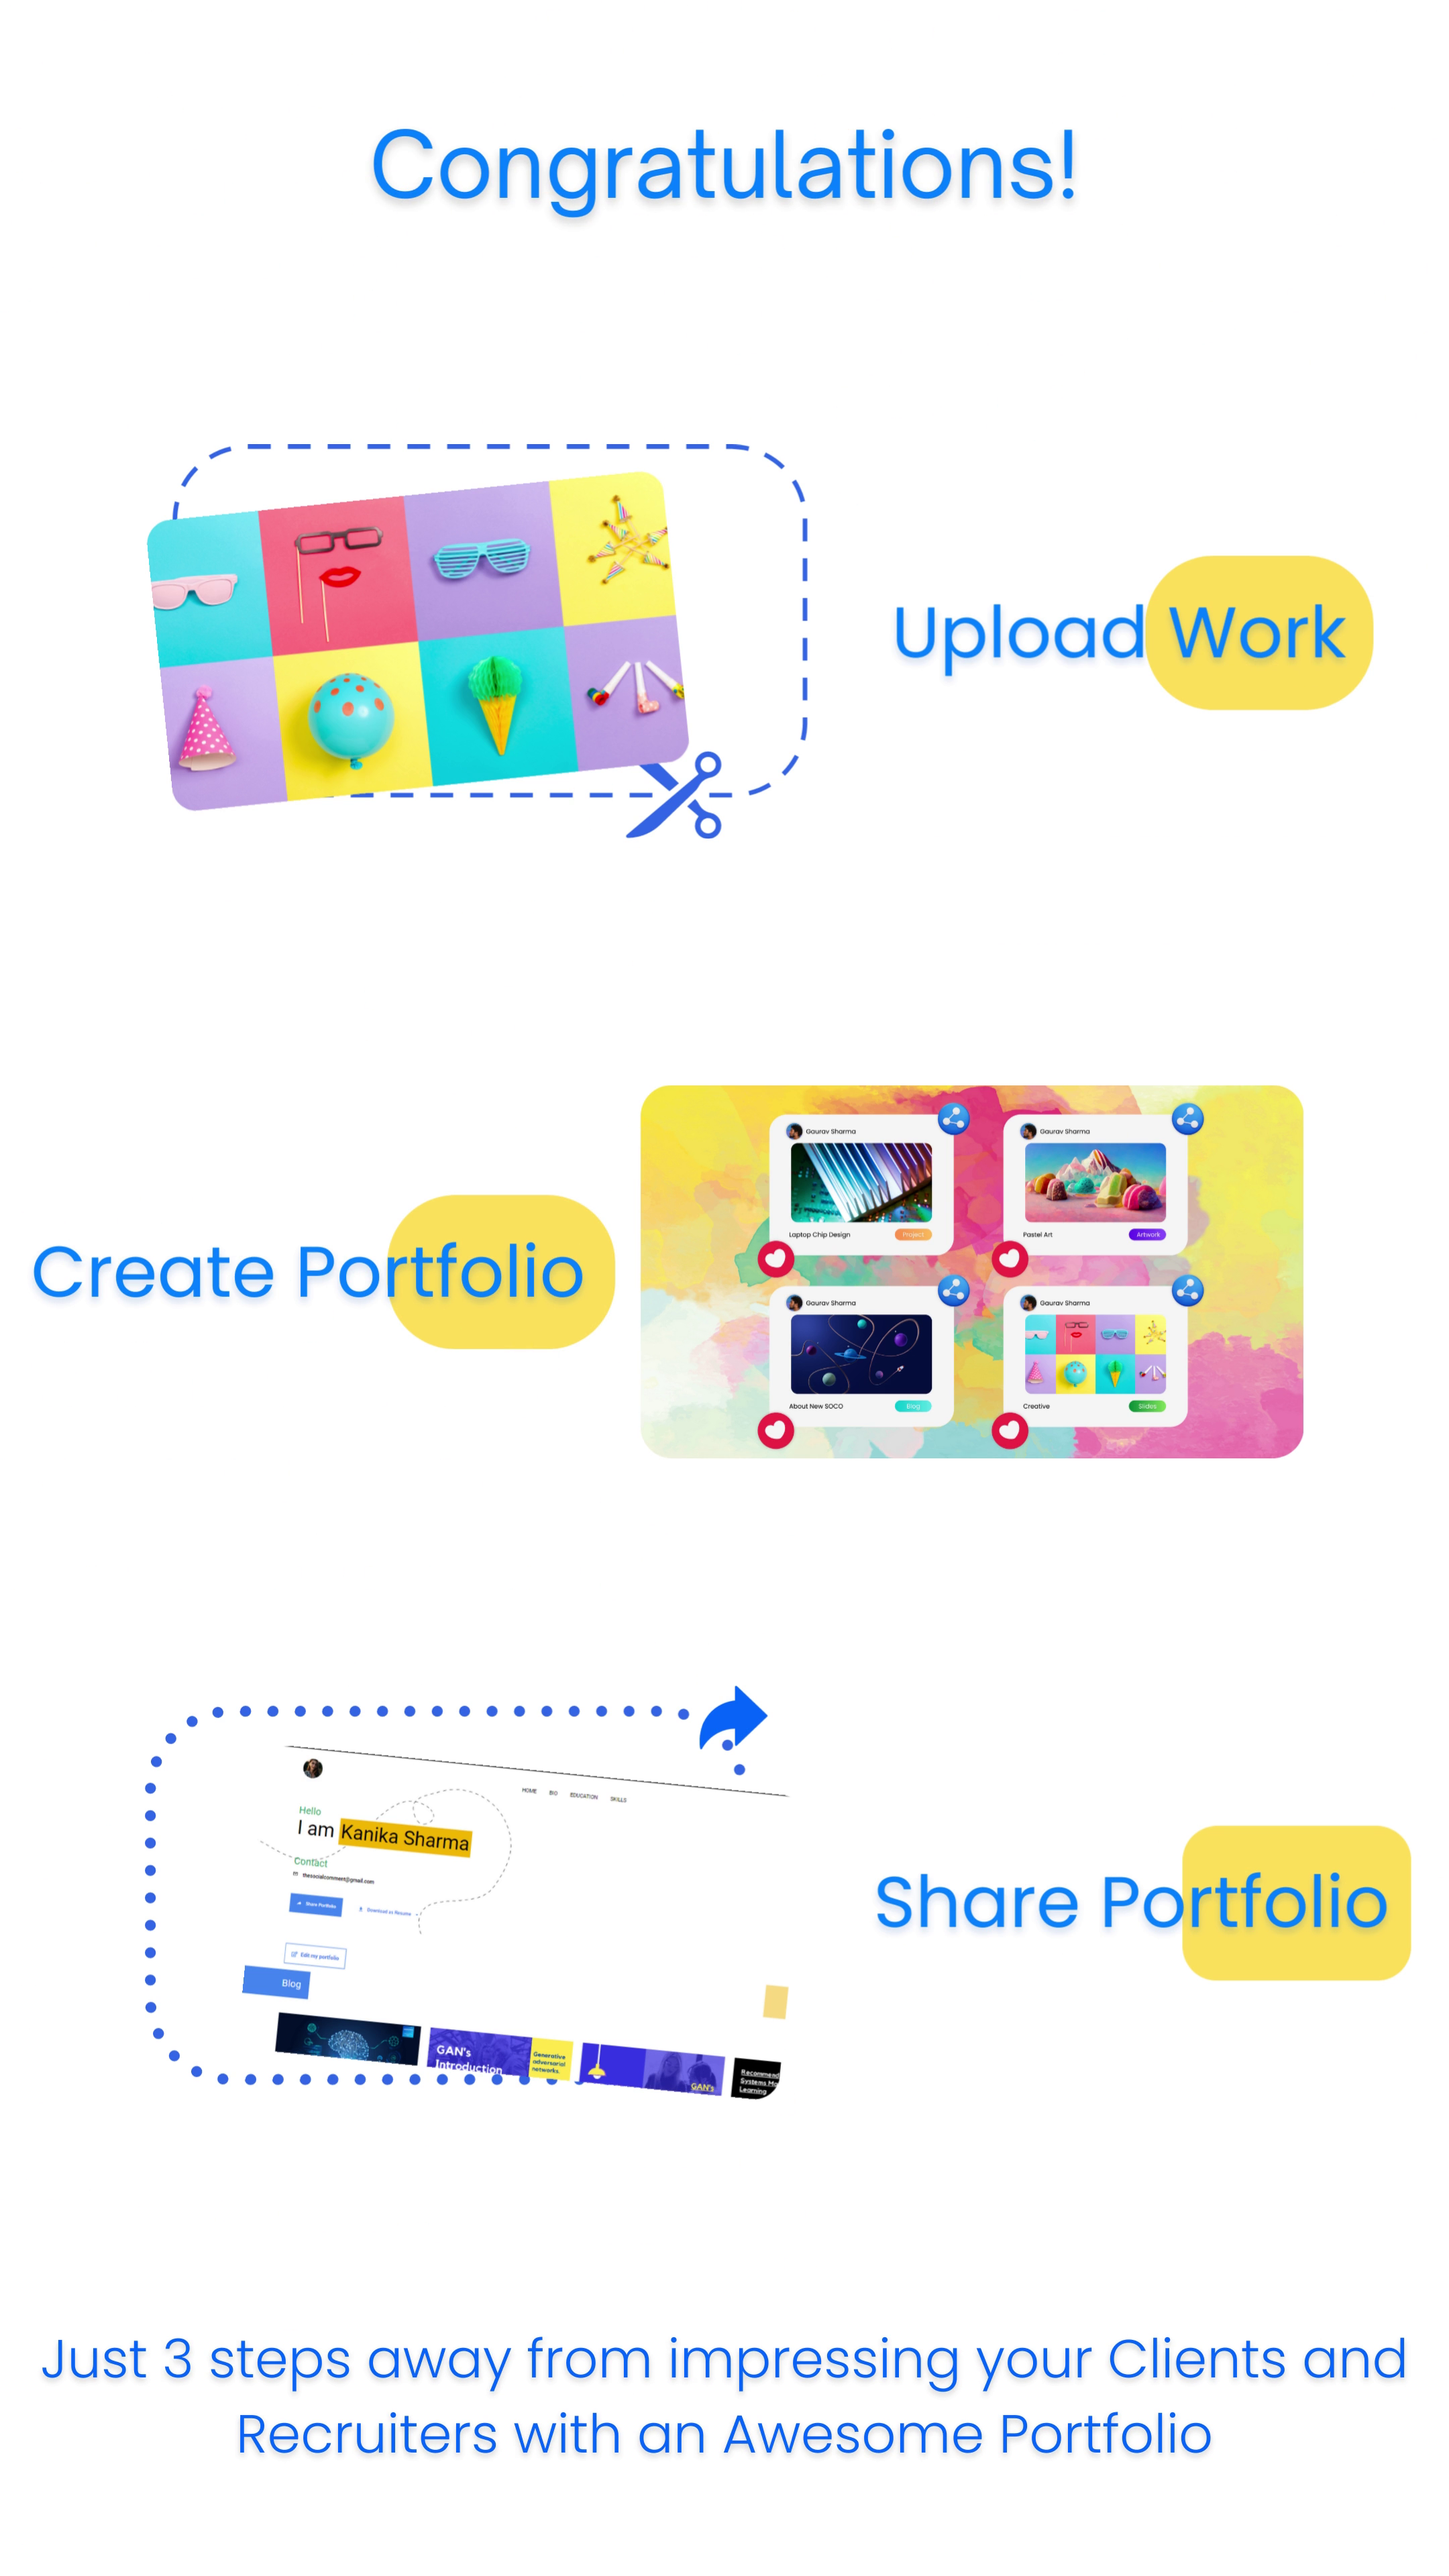 Congratulations!
Upload Work
Create Portfolio
Gaurav Sharma
Laptop Chip Design
Project
Gaurav Sharma
Pastel Art
Artwork
Gaurav Sharma
About New SOCO
Blog
Gaurav Sharma
Creative
Slides
HOME BIO EDUCATION SKILLS
Hello
I am Kanika Sharma
Contact
thesocialcomment@gmail.com
Share Portfolio
Download as Resume
Edit my portfolio
Blog
GAN's
Introduction
Generative
adversarial
networks.
GAN's
Recommend
Systems Ma
Learning
Share Portfolio
Just 3 steps away from impressing your Clients and
Recruiters with an Awesome Portfolio